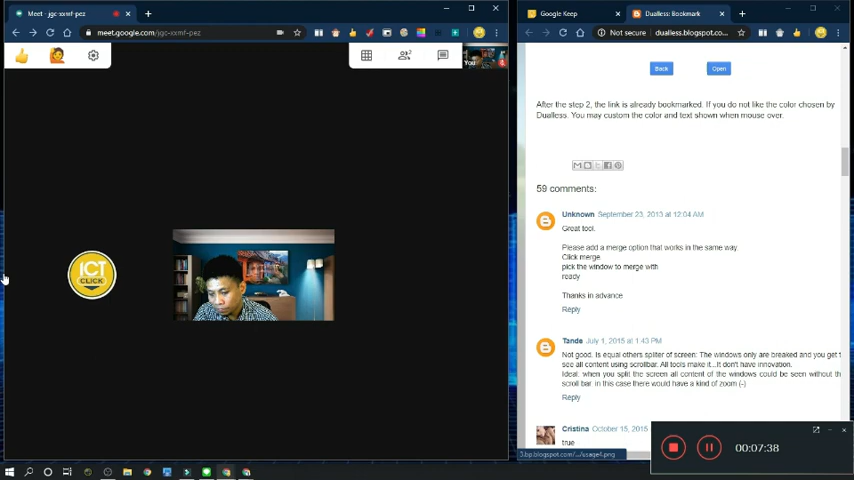 Meet - jgc-xxmf-pez
Google Keep
Dualless: Bookmark
meet.google.com/jgc-xxmf-pez
Not secure
dualless.blogspot.co...
You
Back
Open
After the step 2, the link is already bookmarked. If you do not like the color chosen by
Dualless. You may custom the color and text shown when mouse over.
59 comments:
Unknown September 23, 2013 at 12:04 AM
Great tool.
Please add a merge option that works in the same way.
Click merge.
pick the window to merge with
ready
Thanks in advance
Reply
ICT
CLICK
Tande July 1, 2015 at 1:43 PM
Not good. Is equal others spliter of screen: The windows only are breaked and you get t
see all content using scrollbar. All tools make it...It don't have innovation.
Ideal: when you split the screen all content of the windows could be seen without th
scroll bar. in this case there would have a kind of zoom (-)
Reply
Cristina October 15, 2015
true
3.bp.blogspot.com/.../usage4.png
00:07:38